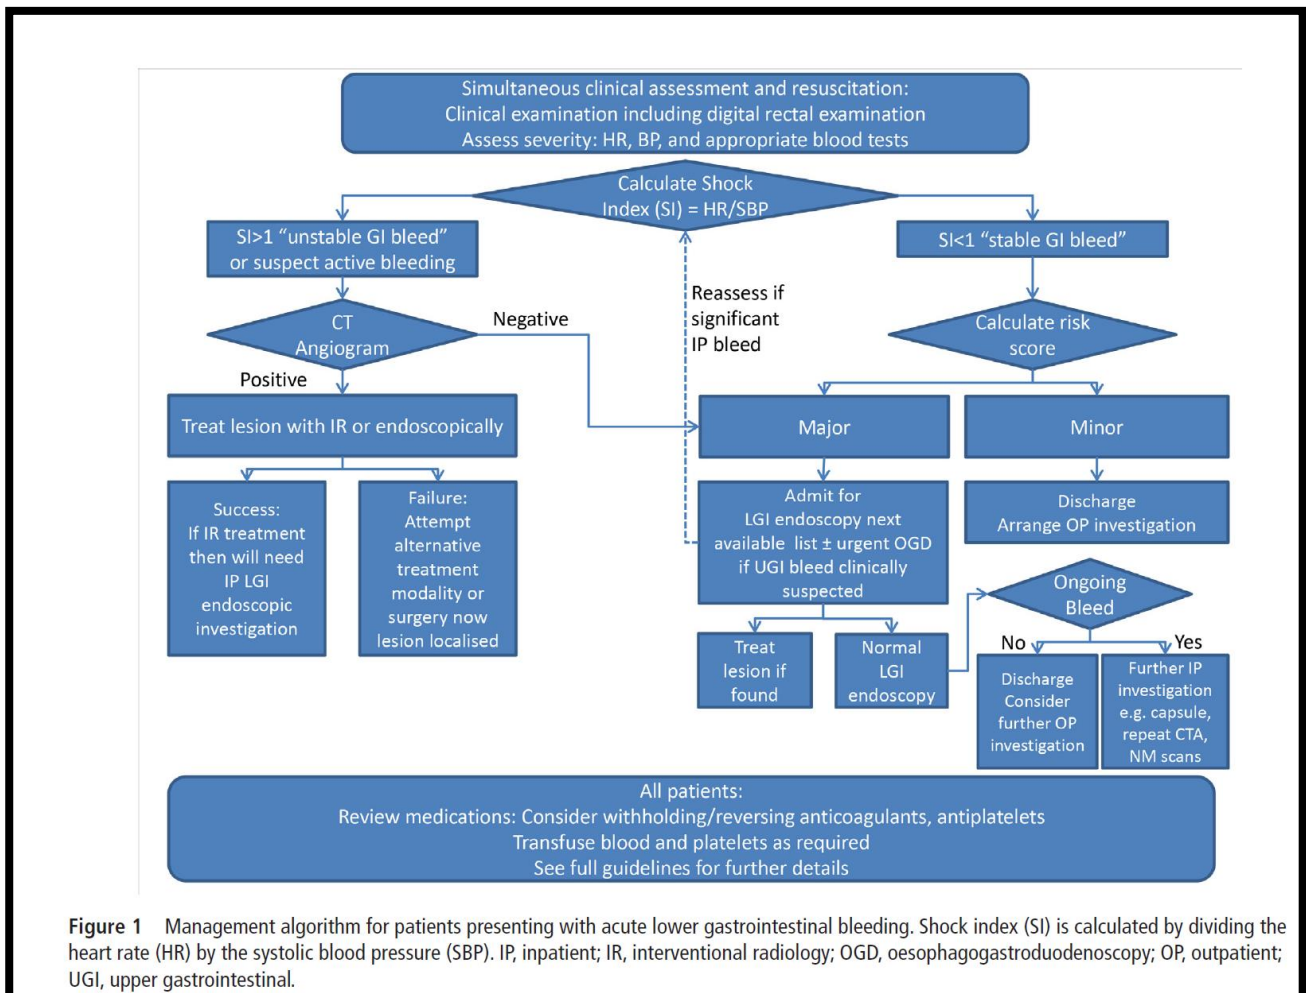 Simultaneous clinical assessment and resuscitation:
Clinical examination including digital rectal examination
Assess severity: HR, BP, and appropriate blood tests
Calculate Shock
Index (SI) = HR/SBP
SI>1 “unstable GI bleed”
or suspect active bleeding
SI<1 “stable GI bleed”
Reassess if
significant
IP bleed
CT
Angiogram
Negative
Positive
Calculate risk
score
Treat lesion with IR or endoscopically
Major
Minor
Success:
If IR treatment
then will need
IP LGI
endoscopic
investigation
Failure:
Attempt
alternative
treatment
modality or
surgery now
lesion localised
Admit for
LGI endoscopy next
available list ± urgent OGD
if UGI bleed clinically
suspected
Discharge
Arrange OP investigation
Treat
lesion if
found
Normal
LGI
endoscopy
Ongoing
Bleed
No
Yes
Discharge
Consider
further OP
investigation
Further IP
investigation
e.g. capsule,
repeat CTA,
NM scans
All patients:
Review medications: Consider withholding/reversing anticoagulants, antiplatelets
Transfuse blood and platelets as required
See full guidelines for further details
Figure 1 Management algorithm for patients presenting with acute lower gastrointestinal bleeding. Shock index (SI) is calculated by dividing the
heart rate (HR) by the systolic blood pressure (SBP). IP, inpatient; IR, interventional radiology; OGD, oesophagogastroduodenoscopy; OP, outpatient;
UGI, upper gastrointestinal.